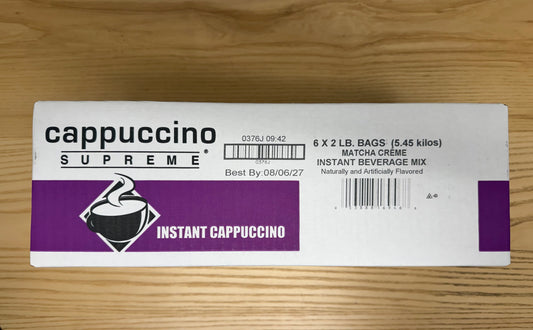 cappuccino
SUPREME®
0376J 09:42
0376J
Best By:08/06/27
6 X 2 LB. BAGS (5.45 kilos)
MATCHA CRÈME
INSTANT BEVERAGE MIX
Naturally and Artificially Flavored
INSTANT CAPPUCCINO